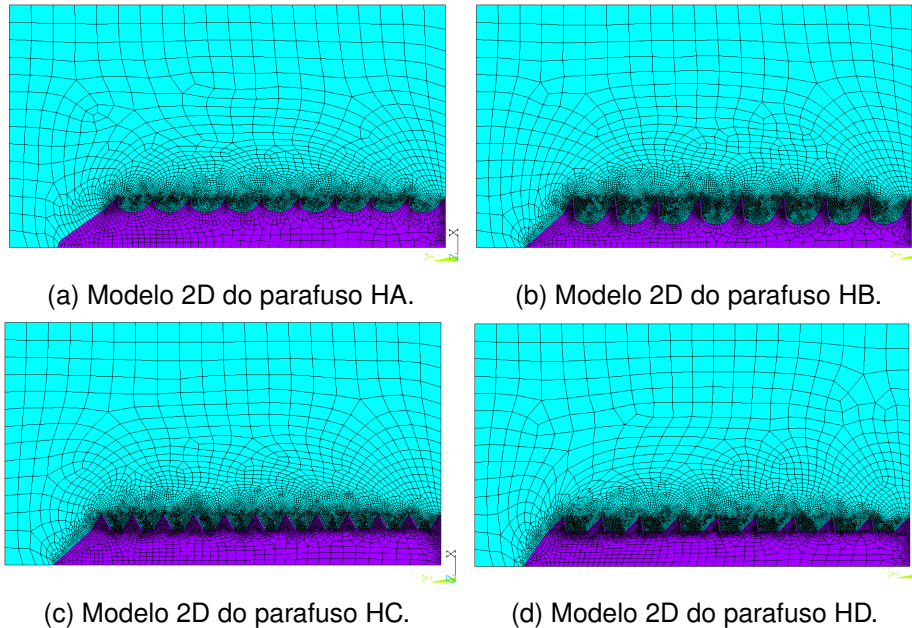 X
Y
Z
(a) Modelo 2D do parafuso HA.
Y
(b) Modelo 2D do parafuso HB.
X
Y
Z
(c) Modelo 2D do parafuso HC.
Y
(d) Modelo 2D do parafuso HD.